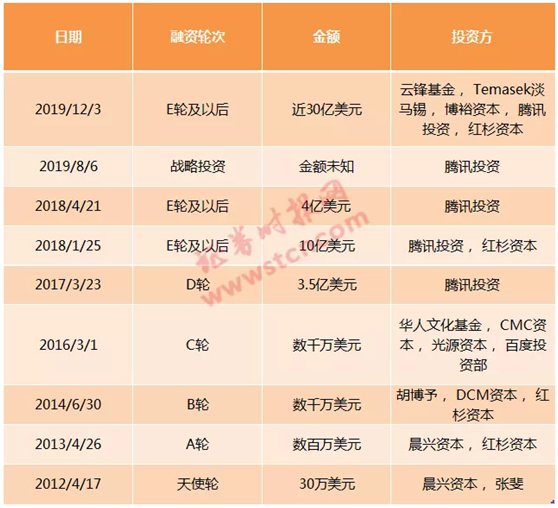 日期 融资轮次 金额 投资方
2019/12/3 E轮及以后 近30亿美元 云锋基金，Temasek淡
马锡，博裕资本，腾讯
投资，红杉资本
2019/8/6 战略投资 金额未知 腾讯投资
2018/4/21 E轮及以后 4亿美元 腾讯投资
2018/1/25 E轮及以后 10亿美元 腾讯投资，红杉资本
2017/3/23 D轮 3.5亿美元 腾讯投资
2016/3/1 C轮 数千万美元 华人文化基金，CMC资
本，光源资本，百度投
资部
2014/6/30 B轮 数千万美元 胡博予，DCM资本，红
杉资本
2013/4/26 A轮 数百万美元 晨兴资本，红杉资本
2012/4/17 天使轮 30万美元 晨兴资本，张斐
证券时报网
www.stcn.com